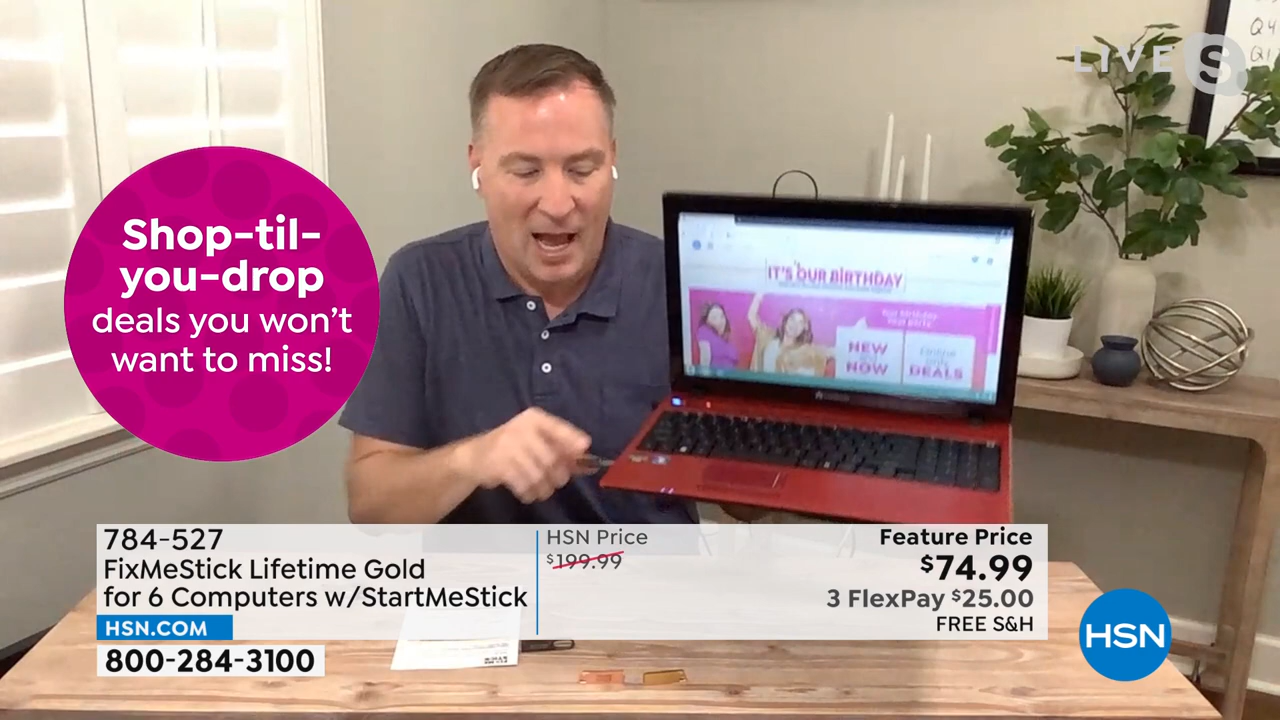 LIVE S
Q4
Q1
Shop-til-
you-drop
deals you won't
want to miss!
IT'S OUR BIRTHDAY
NEW
NOW
DEALS
784-527
FixMeStick Lifetime Gold
for 6 Computers w/StartMeStick
HSN.COM
800-284-3100
HSN Price
$199.99
Feature Price
$74.99
3 FlexPay $25.00
FREE S&H
HSN